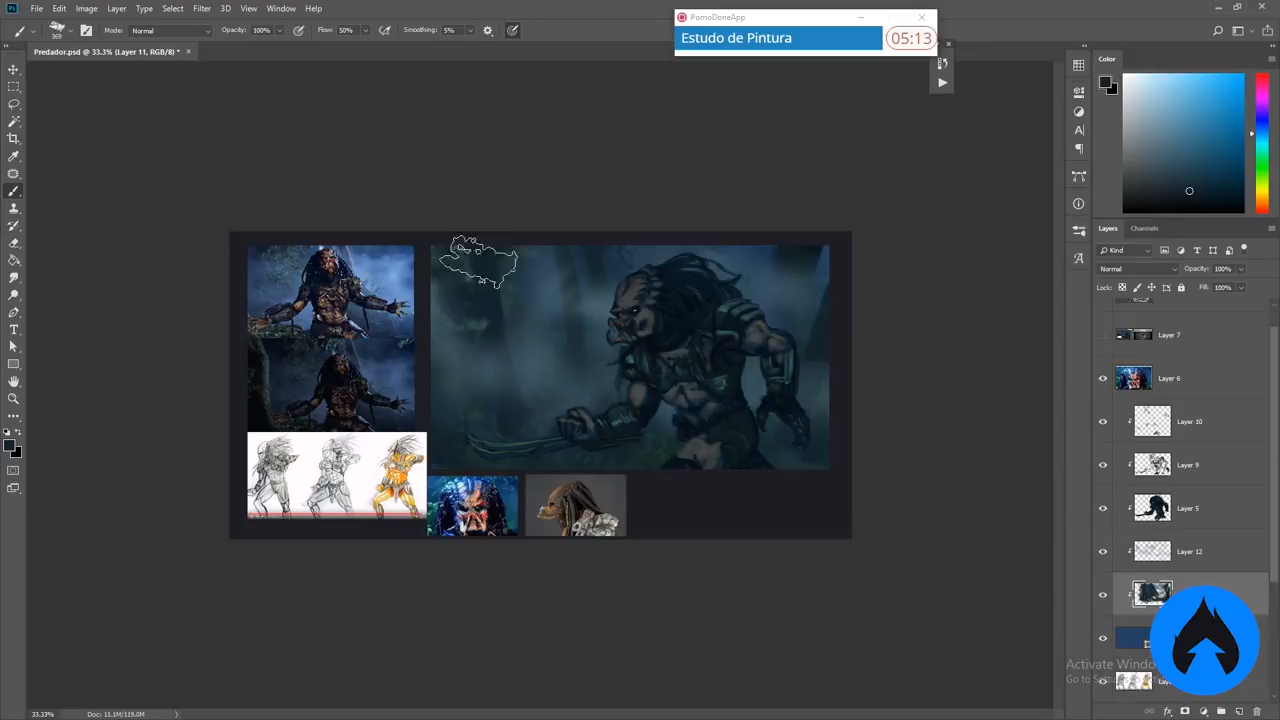 PomoDoneApp
Estudo de Pintura
05:13
File Edit Image Layer Type Select Filter 3D View Window Help
369
Mode: Normal
Opacity: 100%
Flow: 50%
Smoothing: 5%
Predador.psd @ 33.3% (Layer 11, RGB/8) *
Color
Layers
Channels
Kind
Normal
Opacity: 100%
Lock:
Fill: 100%
Layer 7
Layer 6
Layer 10
Layer 9
Layer 5
Layer 12
Activate Windo
Go to Set
33.33%
Doc: 11.1M/119.0M